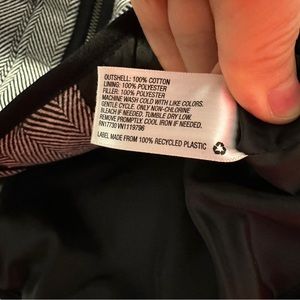 OUTSHELL: 100% COTTON
LINING: 100% POLYESTER
FILLER: 100% POLYESTER
MACHINE WASH COLD WITH LIKE COLORS.
GENTLE CYCLE. ONLY NON-CHLORINE
BLEACH IF NEEDED. TUMBLE DRY LOW.
REMOVE PROMPTLY. COOL IRON IF NEEDED.
RN17730 VN1119796
LABEL MADE FROM 100% RECYCLED PLASTIC